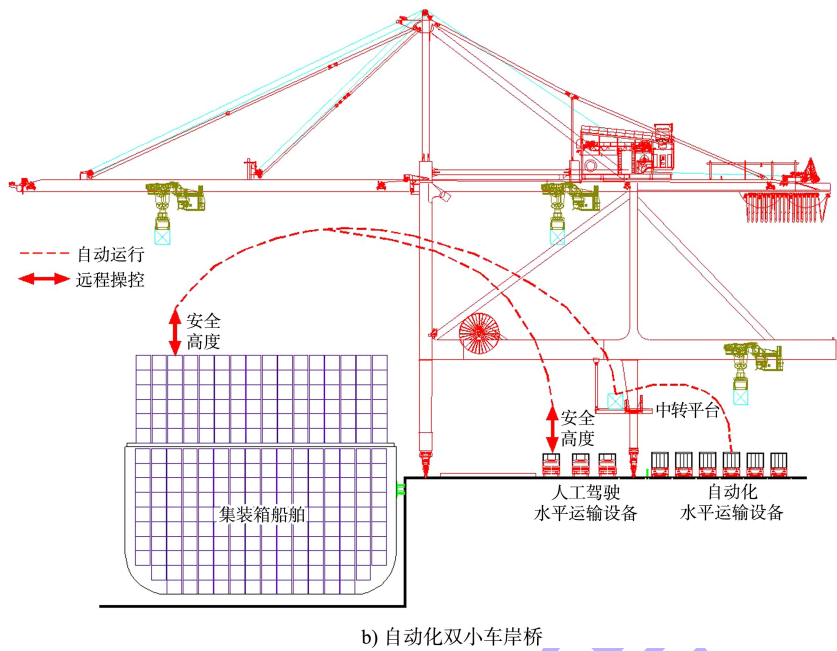 自动运行
远程操控
安全
高度
安全
高度
中转平台
集装箱船舶
人工驾驶
水平运输设备
自动化
水平运输设备
b) 自动化双小车岸桥